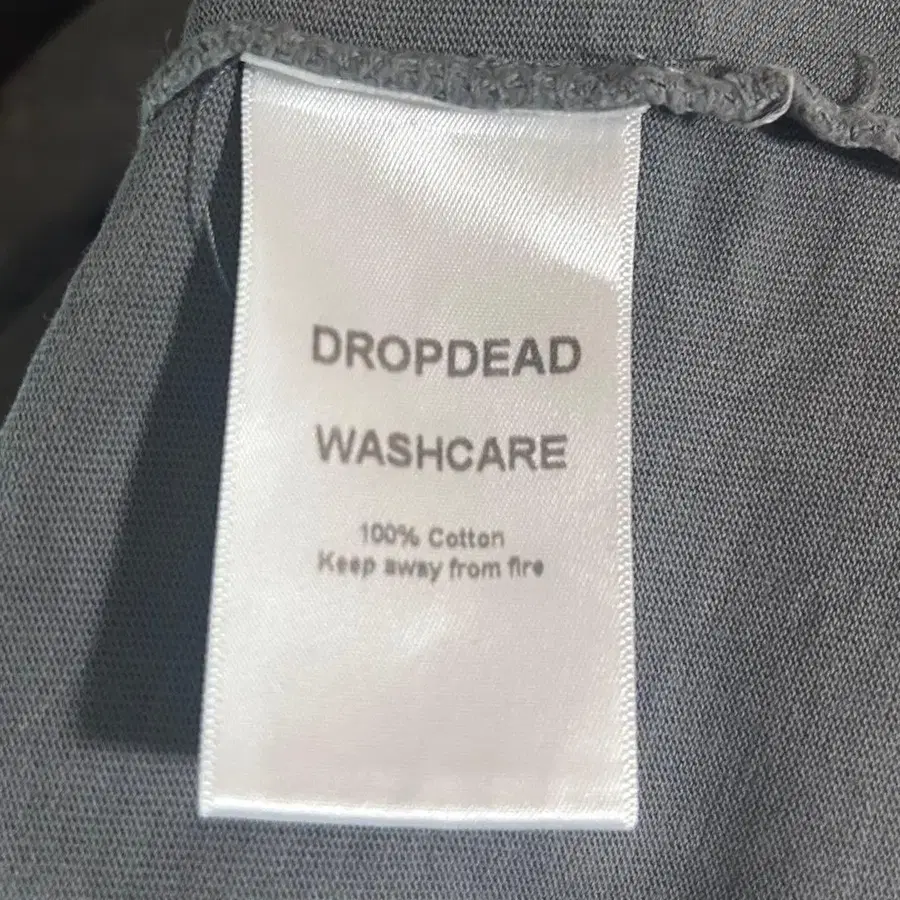 DROPDEAD
WASHCARE
100% Cotton
Keep away from fire